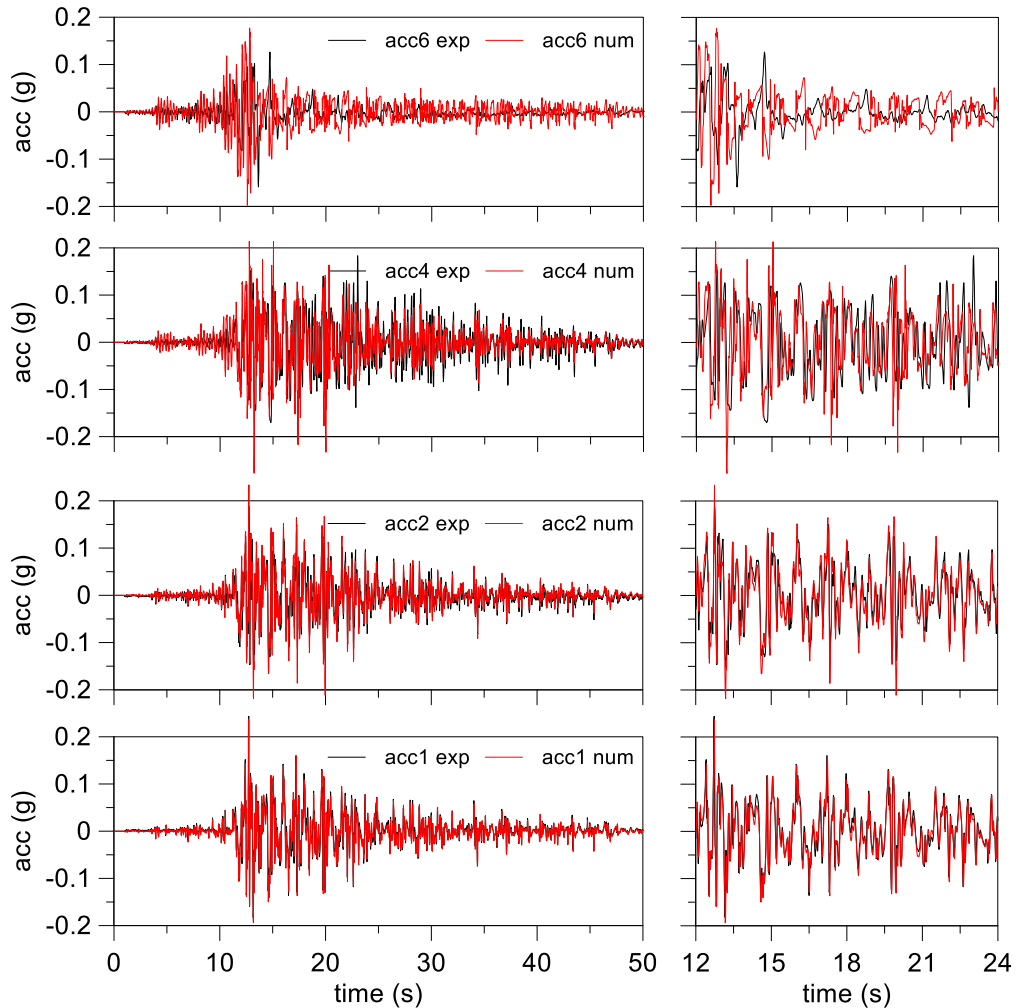 0.2
acc6 exp acc6 num
0.1
acc (g)
0
-0.1
-0.2
0.2
acc4 exp acc4 num
0.1
acc (g)
0
-0.1
-0.2
0.2
acc2 exp acc2 num
0.1
acc (g)
0
-0.1
-0.2
0.2
acc1 exp acc1 num
0.1
acc (g)
0
-0.1
-0.2
0 10 20 30 40 50 12 15 18 21 24
time (s) time (s)